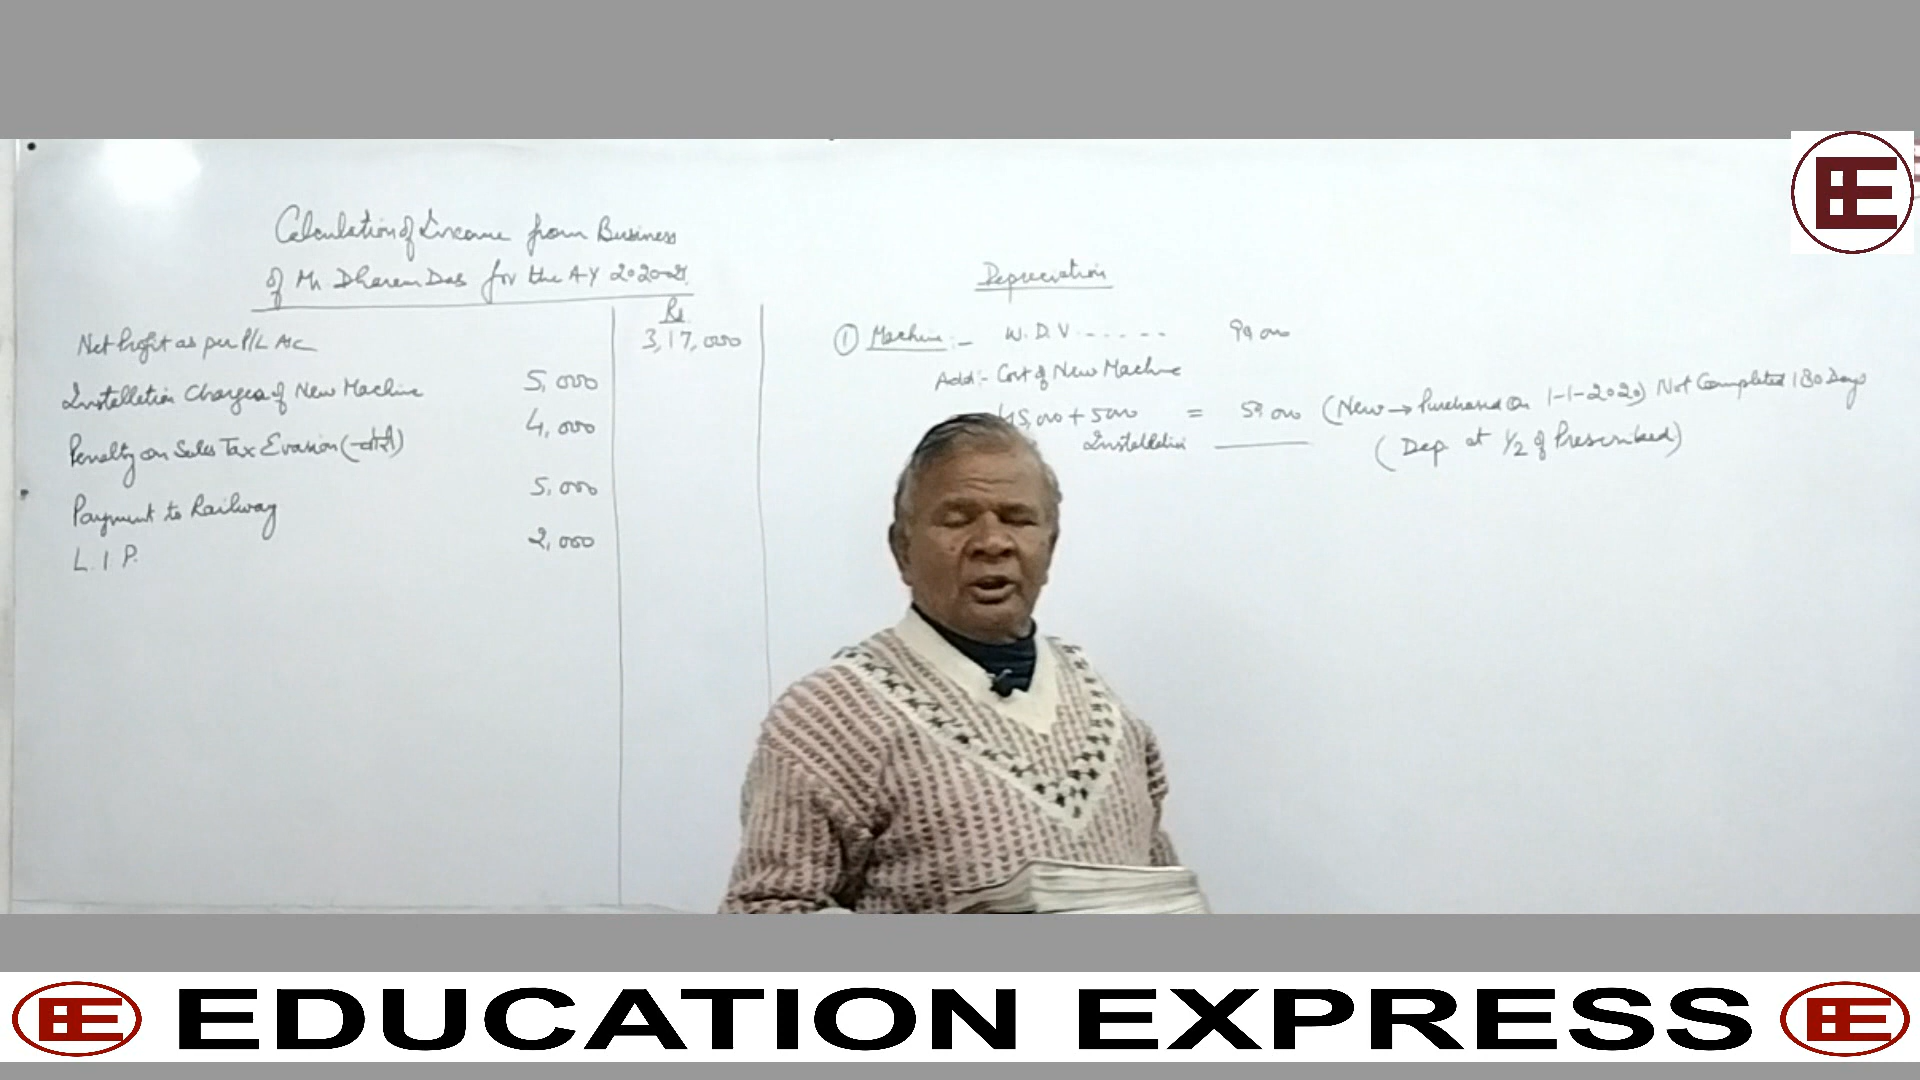 Calculation of Income from Business
of Mr. Dharam Das for the A-Y 2020-21
Rs.
Net Profit as per P/L A/c 3,17,000
Installation Charges of New Machine 5,000
Penalty on Sales Tax Evasion (चोरी) 4,000
Payment to Railway 5,000
L.I.P. 2,000
Depreciation
① Machine:- W.D.V.
Add:- Cost of New Machine
45,000 + 5000 = 50,000 (New → Purchased on 1-1-2020) Not Completed 180 Days
Installation (Dep. at 1/2 of Prescribed)
EDUCATION EXPRESS